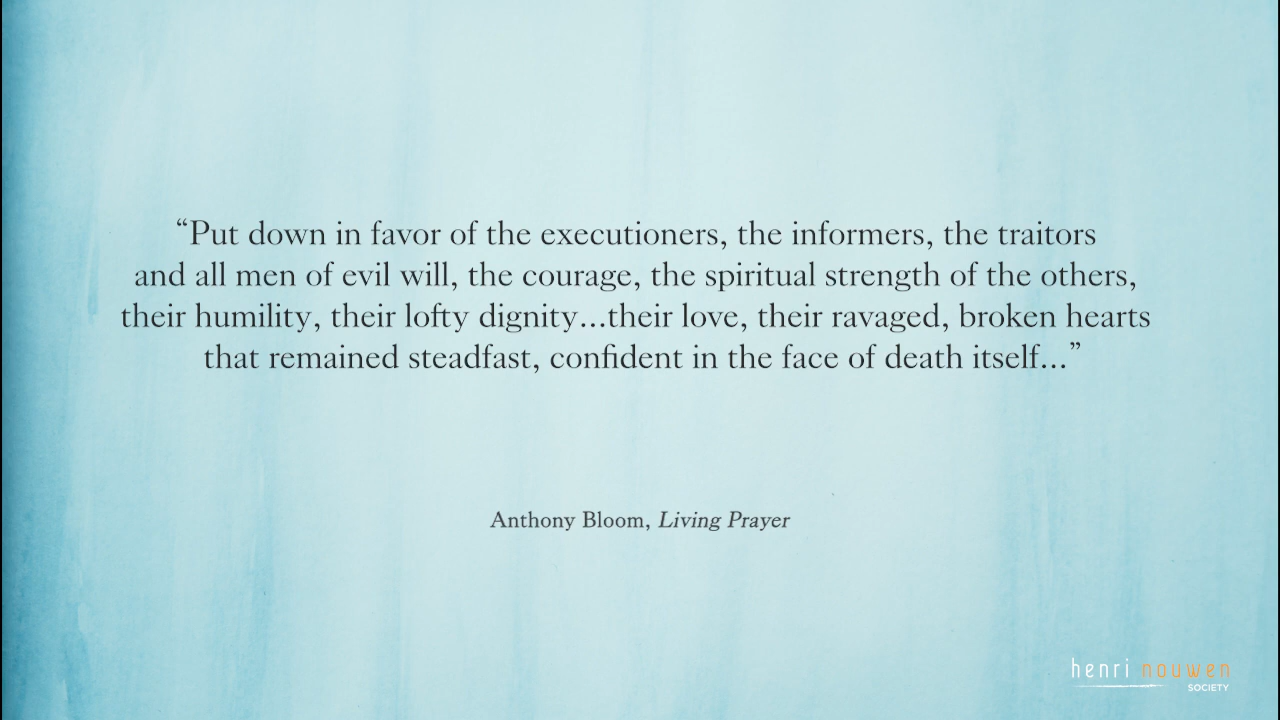 “Put down in favor of the executioners, the informers, the traitors
and all men of evil will, the courage, the spiritual strength of the others,
their humility, their lofty dignity...their love, their ravaged, broken hearts
that remained steadfast, confident in the face of death itself...”
Anthony Bloom, Living Prayer
henri nouwen
SOCIETY